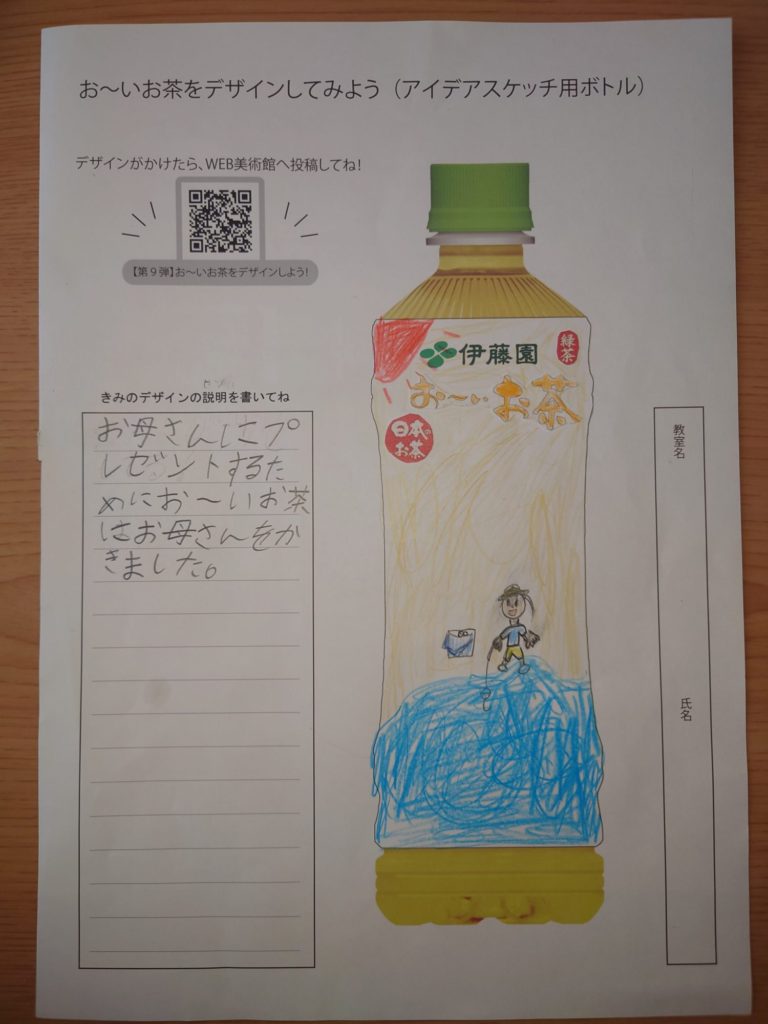 お～いお茶をデザインしてみよう（アイデアスケッチ用ボトル）
デザインがかけたら、WEB美術館へ投稿してね！
【第９弾】お～いお茶をデザインしよう！
きみのデザインの説明を書いてね
お母さんにプ
レゼントするた
めにお～いお茶
にお母さんをか
きました。
伊藤園
緑茶
お～いお茶
日本の
お茶
教室名
氏名